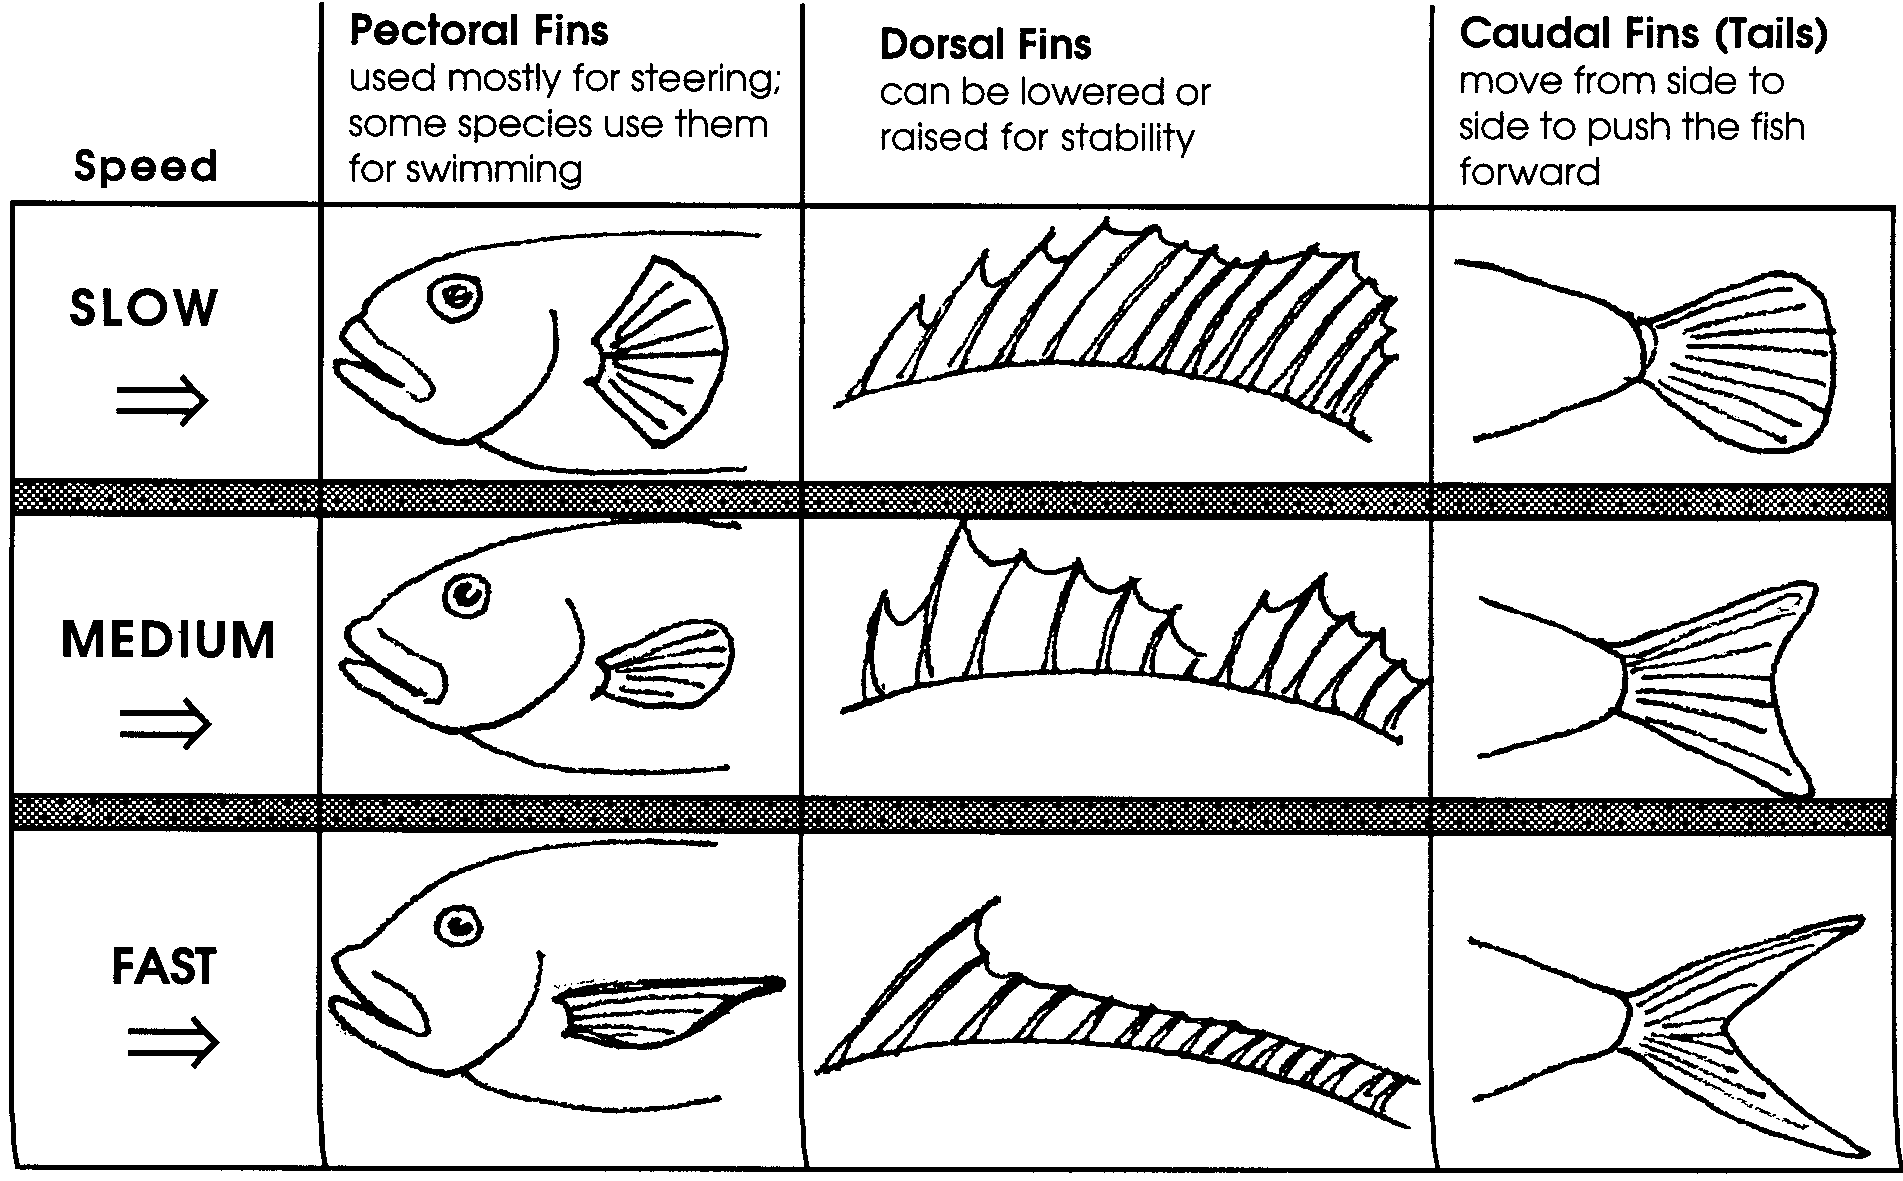 Speed
Pectoral Fins
used mostly for steering;
some species use them
for swimming
Dorsal Fins
can be lowered or
raised for stability
Caudal Fins (Tails)
move from side to
side to push the fish
forward
SLOW
MEDIUM
FAST